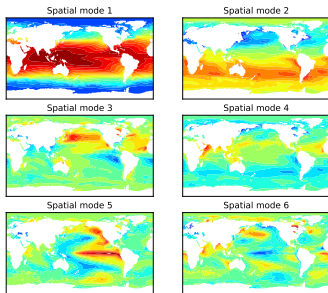 Spatial mode 1
Spatial mode 2
Spatial mode 3
Spatial mode 4
Spatial mode 5
Spatial mode 6